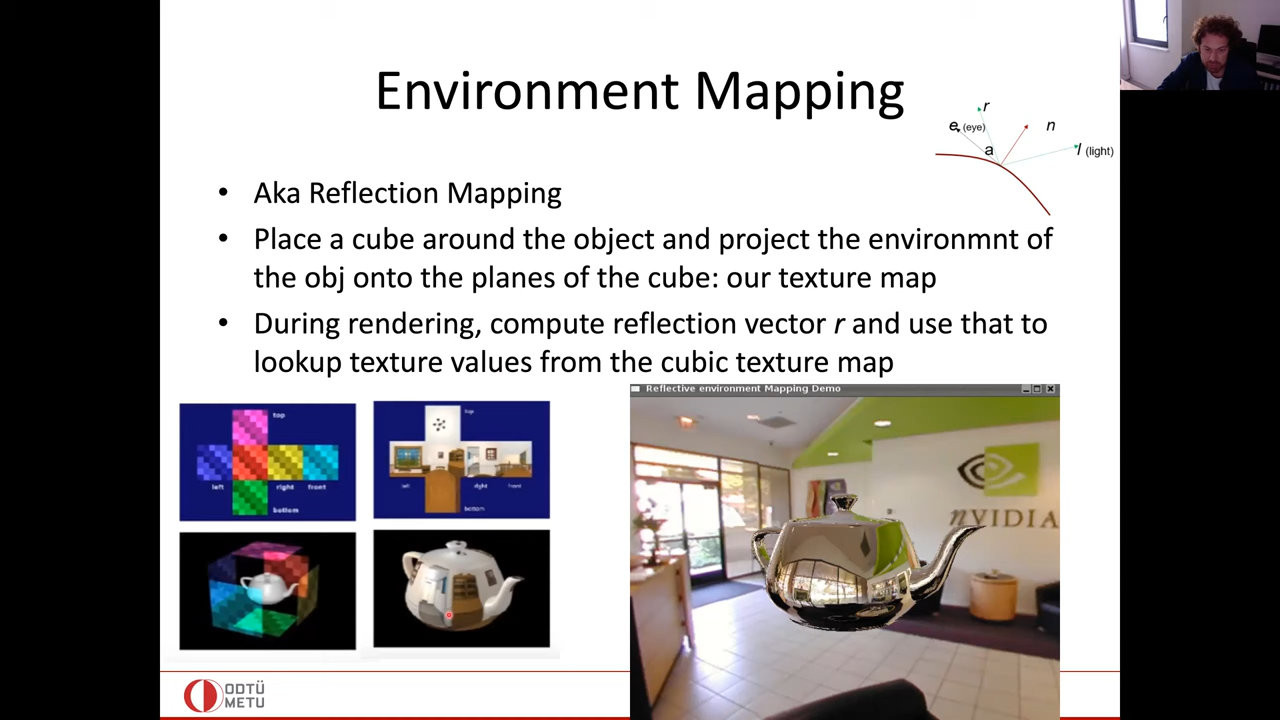 Environment Mapping
r
e (eye)
n
a
l (light)
• Aka Reflection Mapping
• Place a cube around the object and project the environmnt of
the obj onto the planes of the cube: our texture map
• During rendering, compute reflection vector r and use that to
lookup texture values from the cubic texture map
top
left
right
front
bottom
top
left
right
front
bottom
Reflective environment Mapping Demo
nVIDIA
ODTÜ
METU